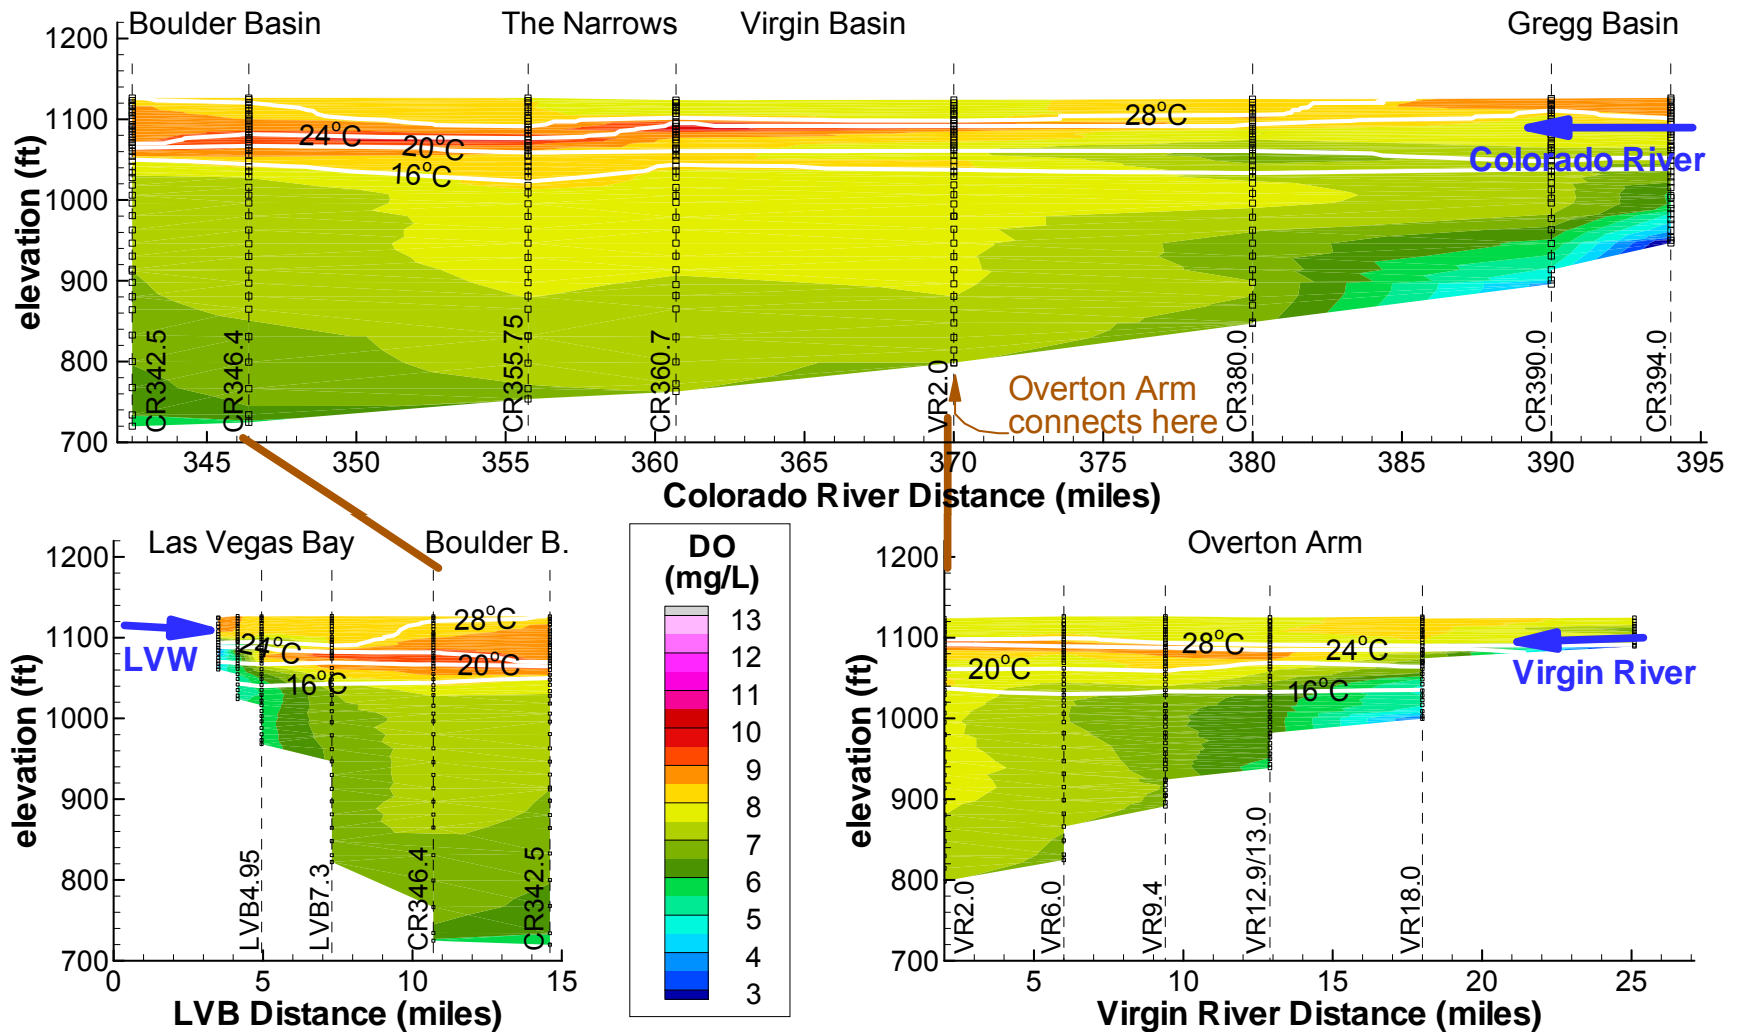 Boulder Basin The Narrows Virgin Basin Gregg Basin
1200
1100
1000
900
800
700
elevation (ft)
28°C
24°C
20°C
16°C
Colorado River
CR342.5
CR346.4
CR355.75
CR360.7
VR2.0
CR380.0
CR390.0
CR394.0
Overton Arm
connects here
345 350 355 360 365 370 375 380 385 390 395
Colorado River Distance (miles)
Las Vegas Bay Boulder B.
1200
1100
1000
900
800
700
elevation (ft)
LVW
28°C
24°C
20°C
16°C
LVB4.95
LVB7.3
CR346.4
CR342.5
0 5 10 15
LVB Distance (miles)
DO
(mg/L)
13
12
11
10
9
8
7
6
5
4
3
Overton Arm
1200
1100
1000
900
800
700
elevation (ft)
28°C
24°C
20°C
16°C
Virgin River
VR2.0
VR6.0
VR9.4
VR12.9/13.0
VR18.0
5 10 15 20 25
Virgin River Distance (miles)